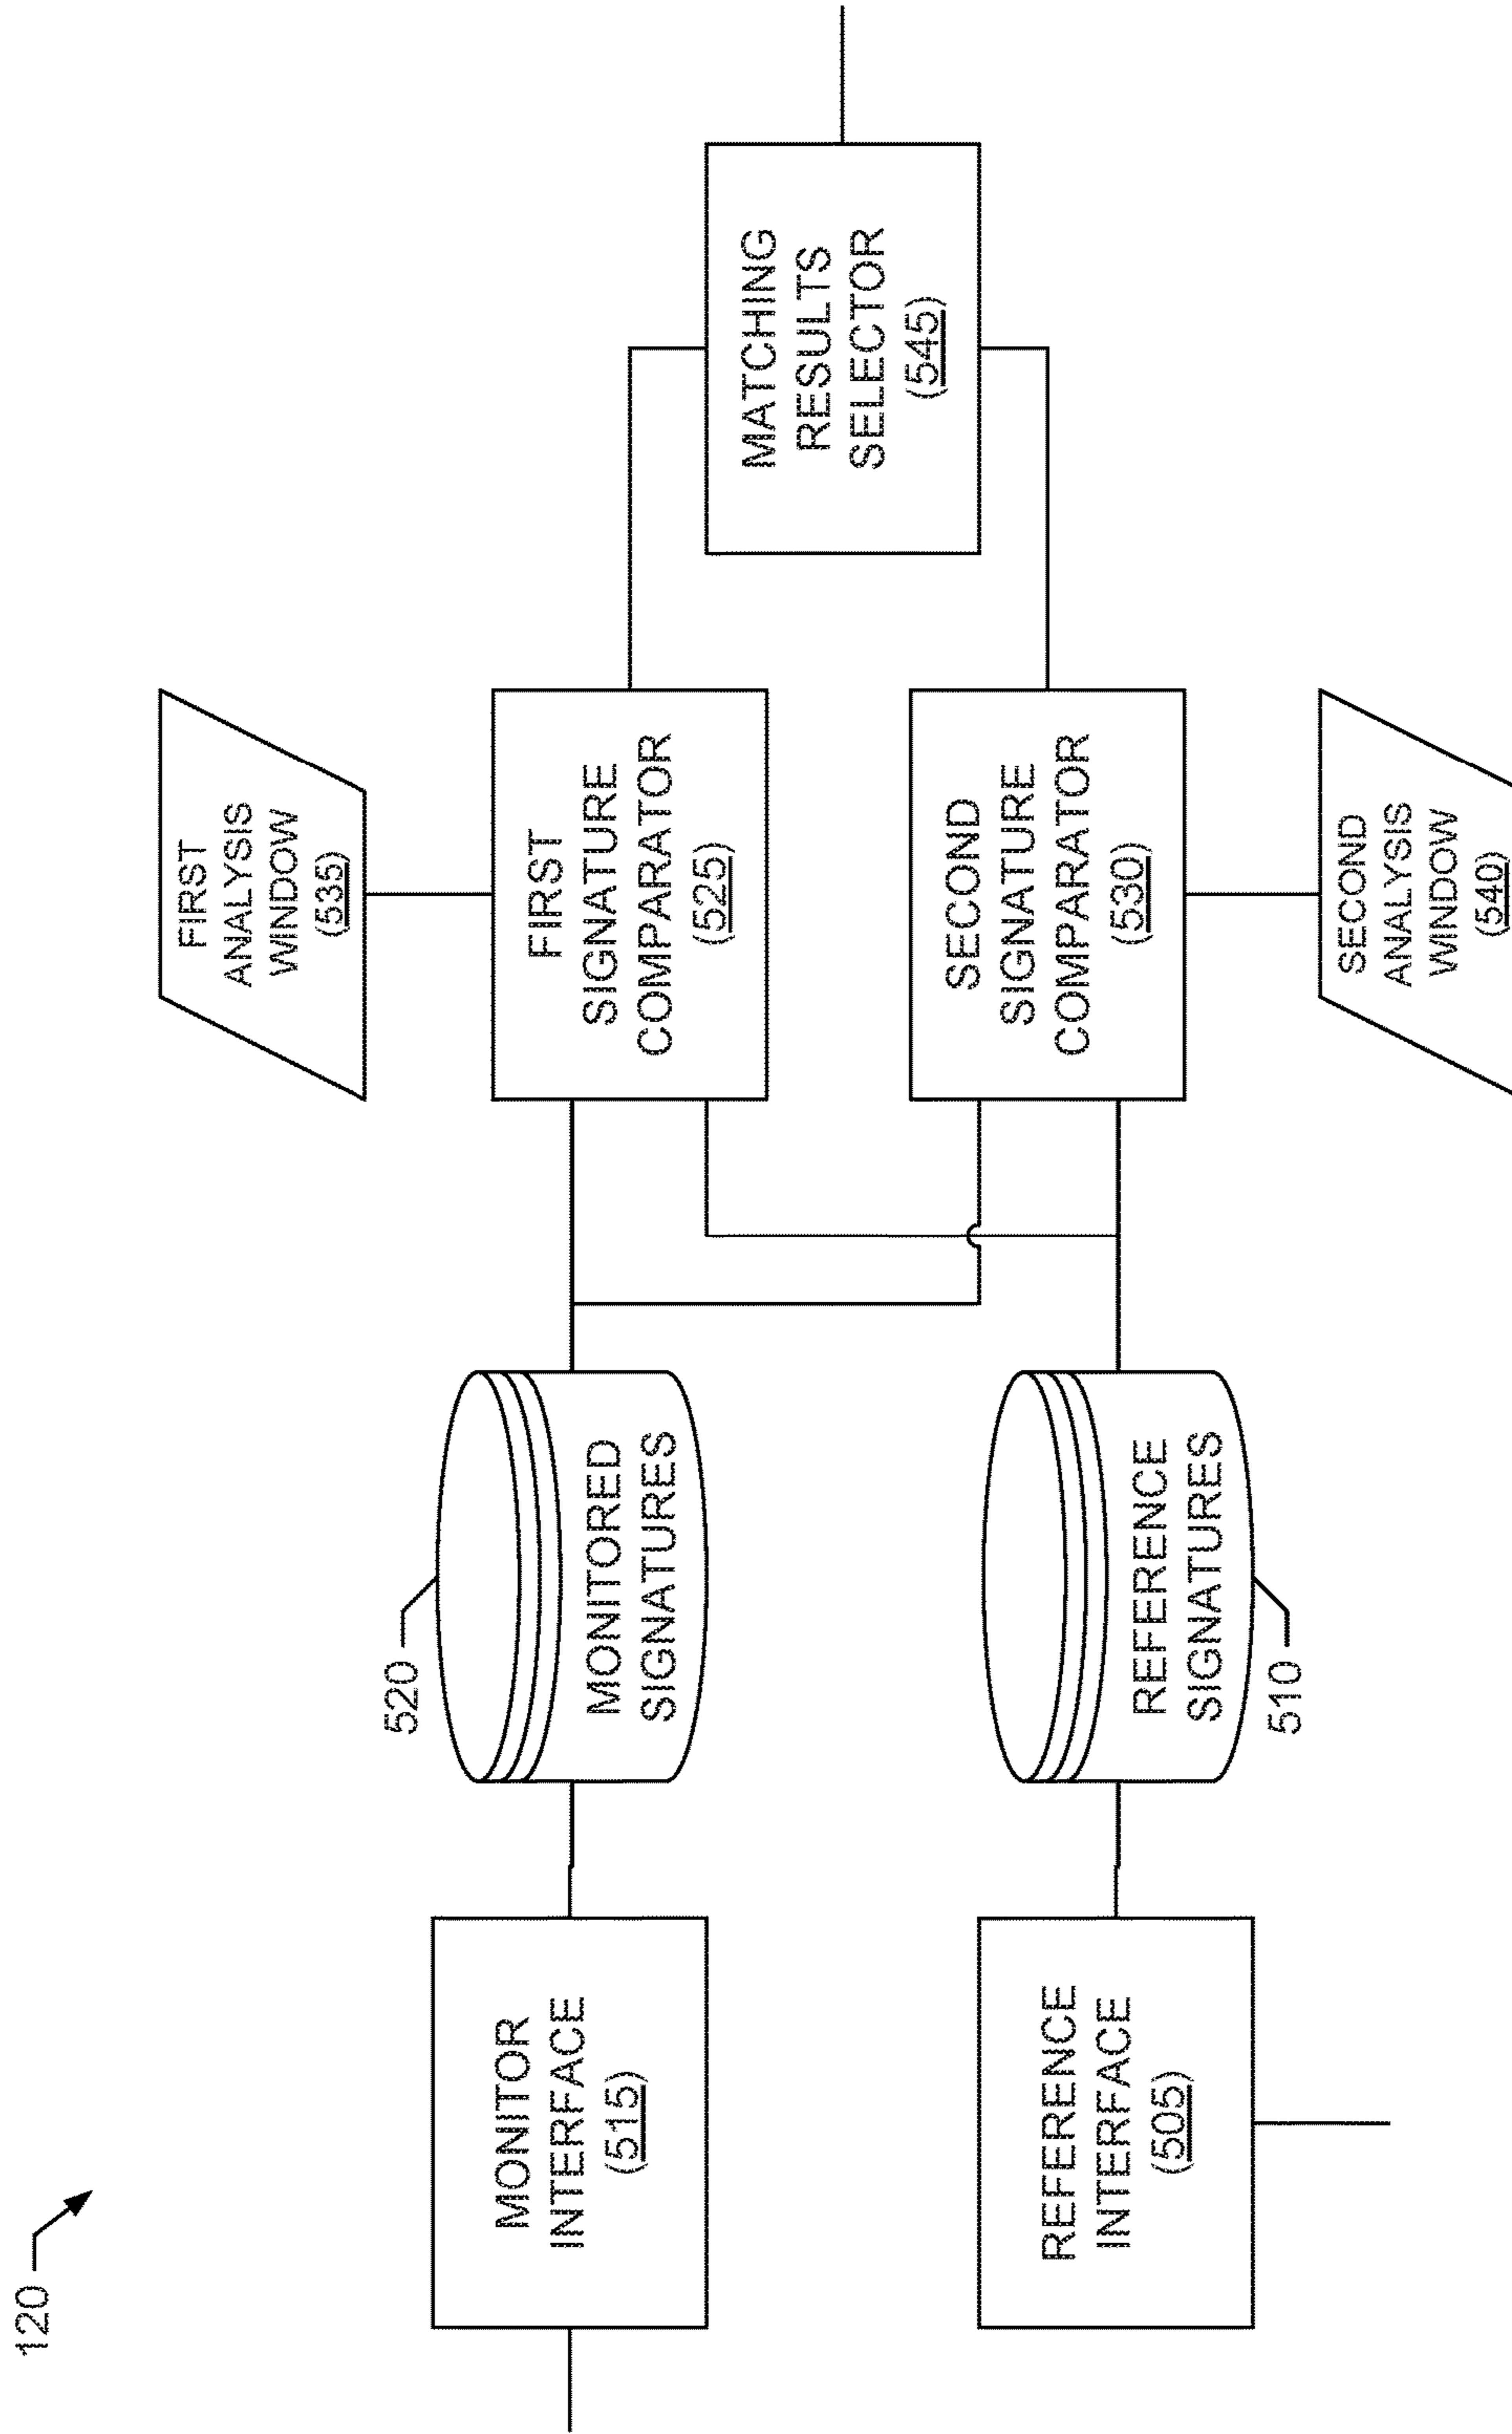 120
MONITOR
INTERFACE
(515)
520
MONITORED
SIGNATURES
FIRST
ANALYSIS
WINDOW
(535)
FIRST
SIGNATURE
COMPARATOR
(525)
MATCHING
RESULTS
SELECTOR
(545)
REFERENCE
INTERFACE
(505)
REFERENCE
SIGNATURES
510
SECOND
SIGNATURE
COMPARATOR
(530)
SECOND
ANALYSIS
WINDOW
(540)